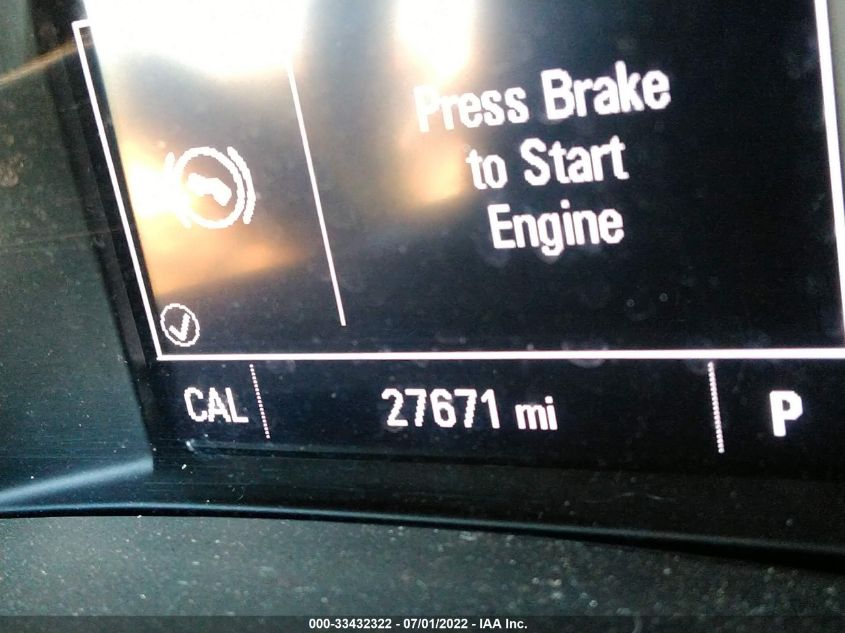 Press Brake
to Start
Engine
CAL 27671 mi P
000-33432322 / 07/01/2022 - IAA Inc.